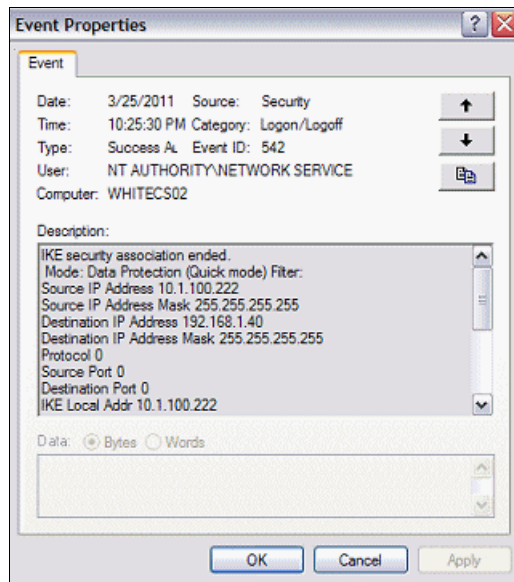 Event Properties
Event
Date: 3/25/2011 Source: Security
Time: 10:25:30 PM Category: Logon/Logoff
Type: Success Au Event ID: 542
User: NT AUTHORITY\NETWORK SERVICE
Computer: WHITECS02
Description:
IKE security association ended.
Mode: Data Protection (Quick mode) Filter:
Source IP Address 10.1.100.222
Source IP Address Mask 255.255.255.255
Destination IP Address 192.168.1.40
Destination IP Address Mask 255.255.255.255
Protocol 0
Source Port 0
Destination Port 0
IKE Local Addr 10.1.100.222
Data: Bytes Words
OK Cancel Apply